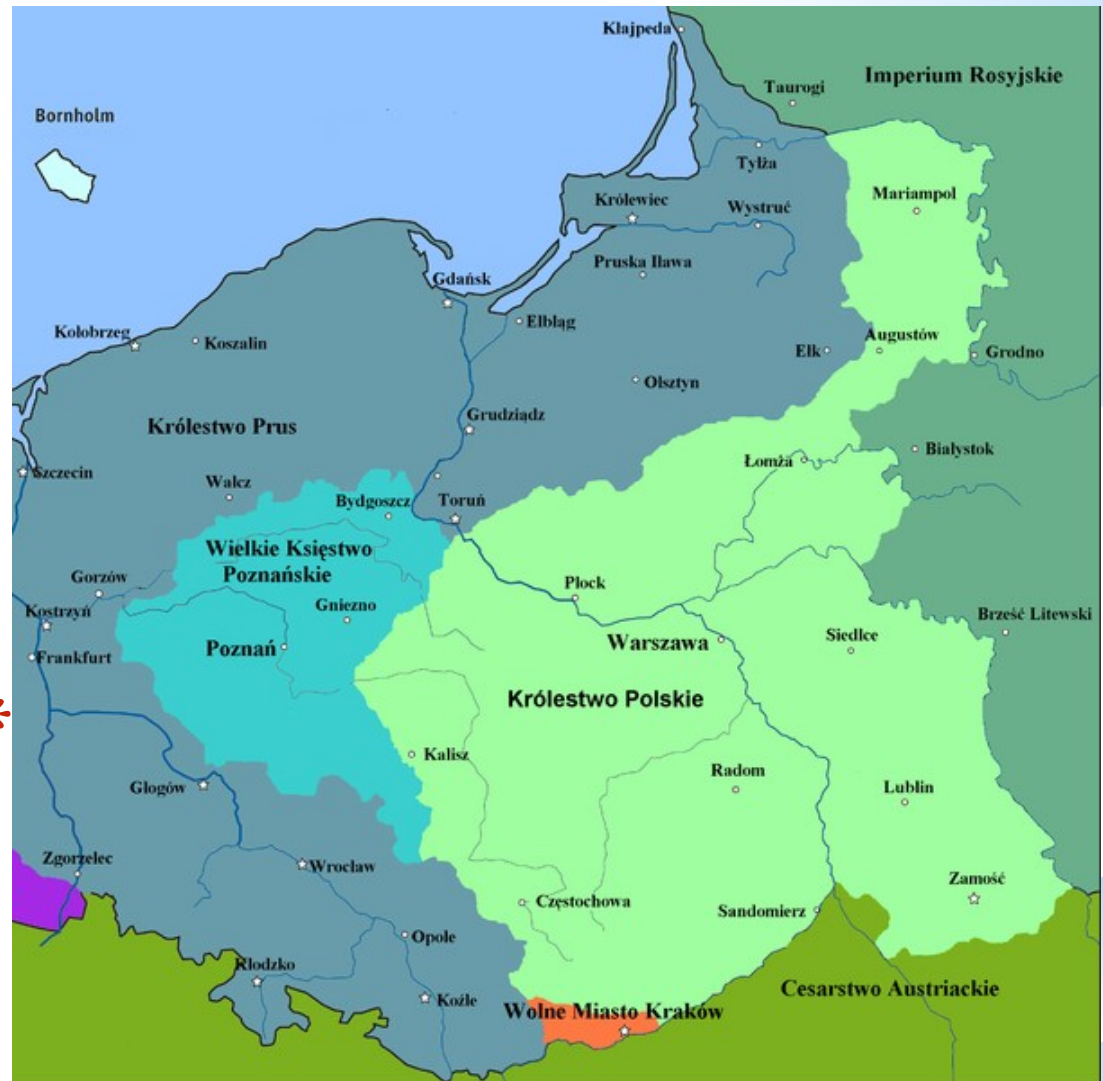 Kłajpeda
Imperium Rosyjskie
Taurogi
Bornholm
Tylża
Mariampol
Królewiec
Wystruć
Pruska Iława
Gdańsk
Elbląg
Kołobrzeg
Koszalin
Ełk
Augustów
Grodno
Olsztyn
Grudziądz
Królestwo Prus
Białystok
Łomża
Szczecin
Wałcz
Bydgoszcz
Toruń
Wielkie Księstwo
Poznańskie
Gorzów
Płock
Gniezno
Kostrzyń
Brześć Litewski
Siedlce
Warszawa
Poznań
Frankfurt
Królestwo Polskie
*
Kalisz
Radom
Głogów
Lublin
Zgorzelec
Wrocław
Zamość
Częstochowa
Sandomierz
Opole
Kłodzko
Koźle
Cesarstwo Austriackie
Wolne Miasto Kraków